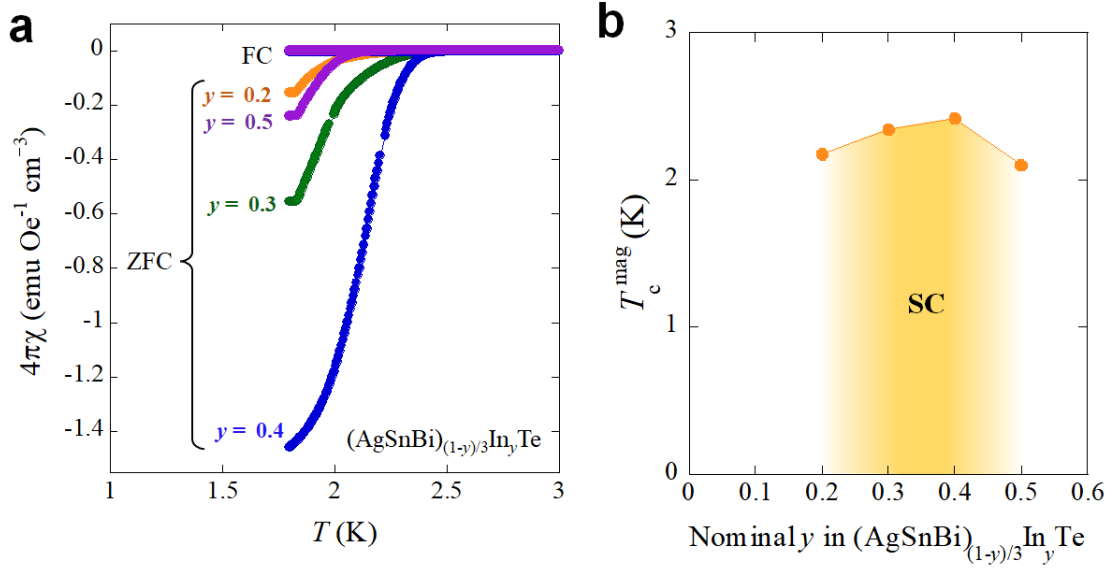 a
0
-0.2
-0.4
-0.6
-0.8
-1
-1.2
-1.4
4πχ (emu Oe⁻¹ cm⁻³)
FC
y = 0.2
y = 0.5
y = 0.3
ZFC
y = 0.4
(AgSnBi)(1-y)/3InyTe
1 1.5 2 2.5 3
T (K)
b
3
2
1
0
Tcmag (K)
SC
0 0.1 0.2 0.3 0.4 0.5 0.6
Nominal y in (AgSnBi)(1-y)/3InyTe